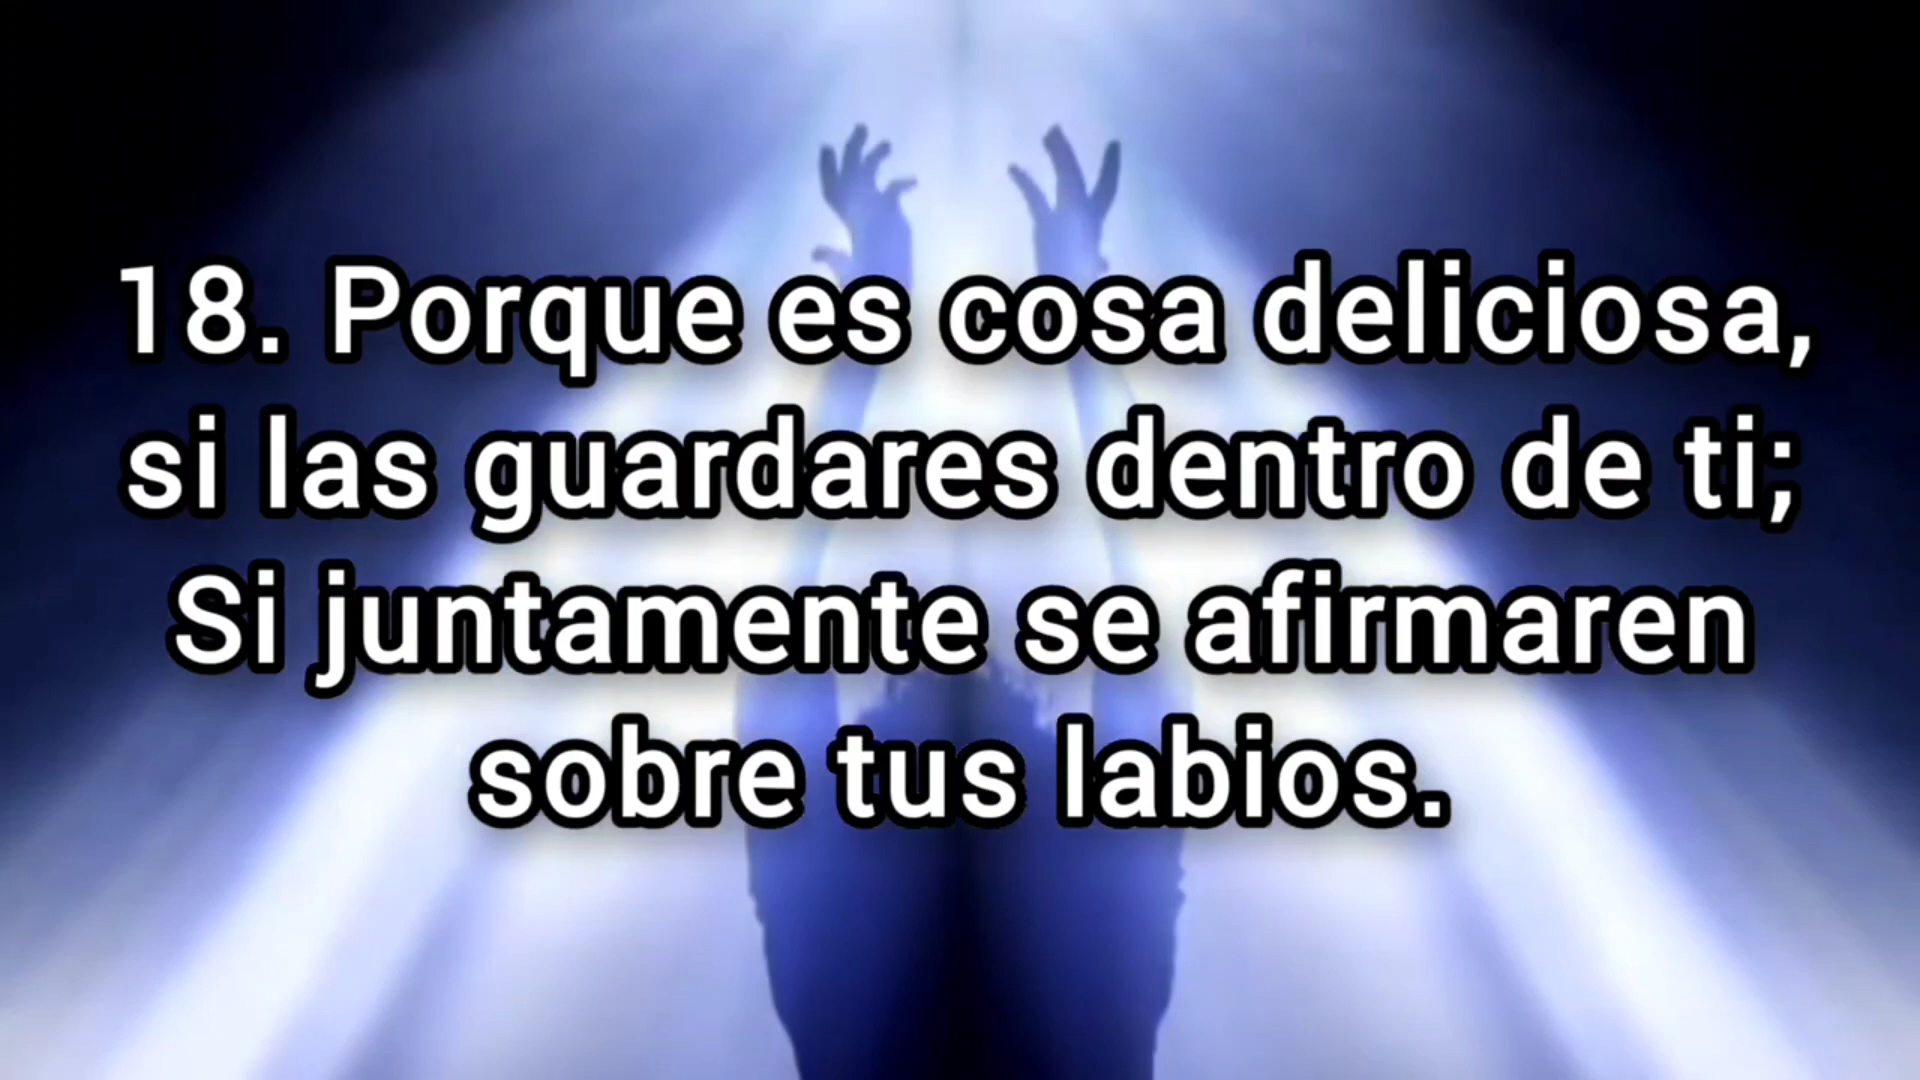 18. Porque es cosa deliciosa,
si las guardares dentro de ti;
Si juntamente se afirmaren
sobre tus labios.